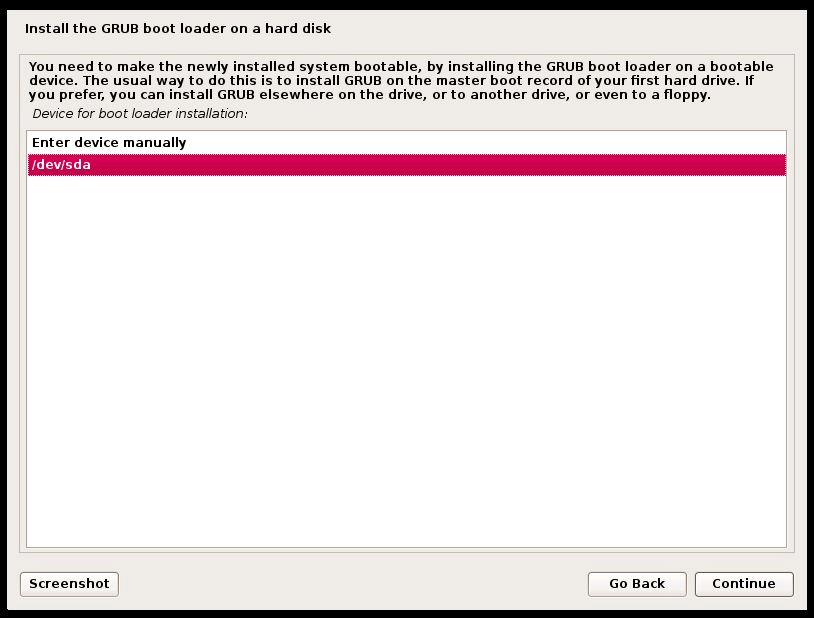 Install the GRUB boot loader on a hard disk
You need to make the newly installed system bootable, by installing the GRUB boot loader on a bootable
device. The usual way to do this is to install GRUB on the master boot record of your first hard drive. If
you prefer, you can install GRUB elsewhere on the drive, or to another drive, or even to a floppy.
Device for boot loader installation:
Enter device manually
/dev/sda
Screenshot
Go Back
Continue